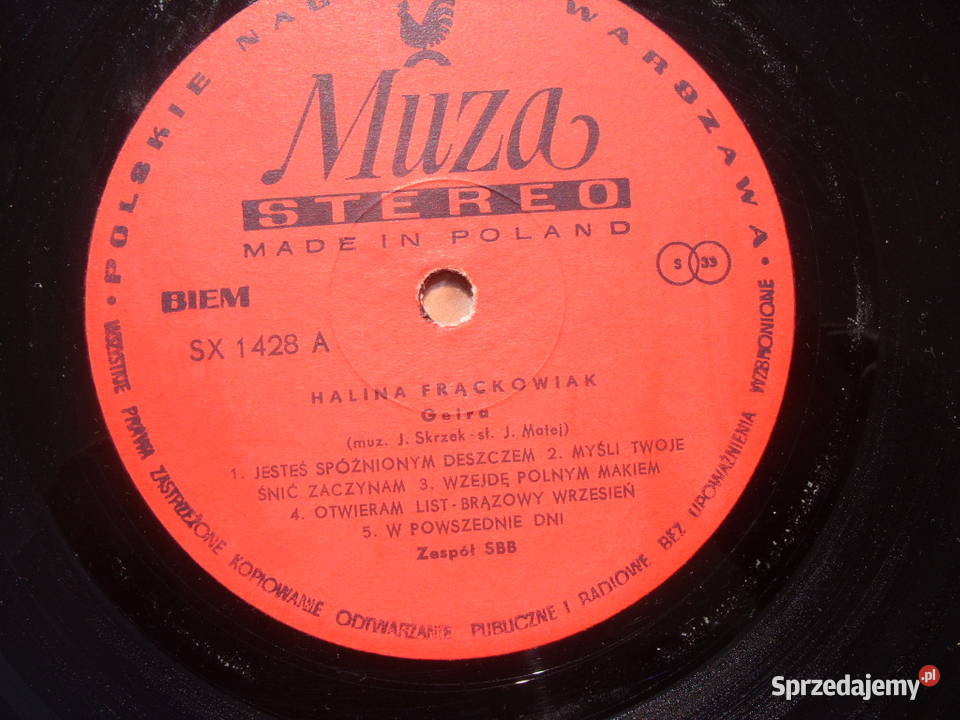 POLSKIE NAG WARSZAWA
Muza
STEREO
MADE IN POLAND
S 33
BIEM
SX 1428 A
HALINA FRĄCKOWIAK
Geira
(muz. J. Skrzek - sł. J. Matej)
1. JESTEŚ SPÓŹNIONYM DESZCZEM 2. MYŚLI TWOJE
ŚNIĆ ZACZYNAM 3. WZEJDĘ POLNYM MAKIEM
4. OTWIERAM LIST - BRĄZOWY WRZESIEŃ
5. W POWSZEDNIE DNI
Zespół SBB
WSZYSTKIE PRAWA ZASTRZEŻONE KOPIOWANIE ODTWARZANIE PUBLICZNE I RADIOWE BEZ UPOWAŻNIENIA WZBRONIONE
Sprzedajemy.pl